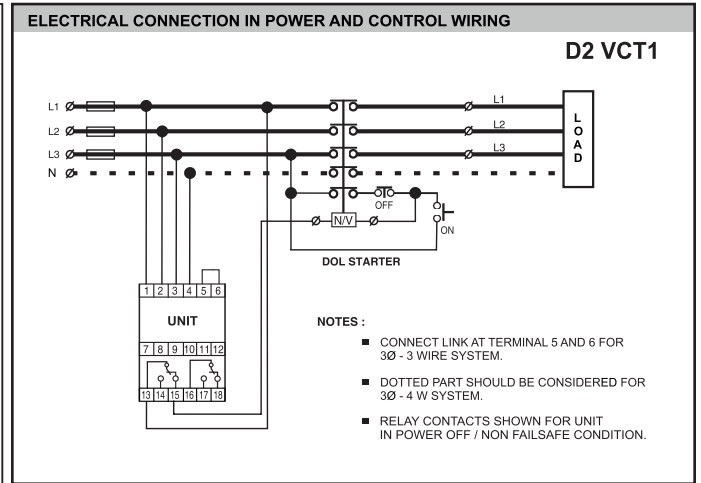 ELECTRICAL CONNECTION IN POWER AND CONTROL WIRING
D2 VCT1
L1
L2
L3
N
L1
L2
L3
LOAD
OFF
ON
N/V
DOL STARTER
1 2 3 4 5 6
UNIT
7 8 9 10 11 12
13 14 15 16 17 18
NOTES :
■ CONNECT LINK AT TERMINAL 5 AND 6 FOR
3Ø - 3 WIRE SYSTEM.
■ DOTTED PART SHOULD BE CONSIDERED FOR
3Ø - 4 W SYSTEM.
■ RELAY CONTACTS SHOWN FOR UNIT
IN POWER OFF / NON FAILSAFE CONDITION.